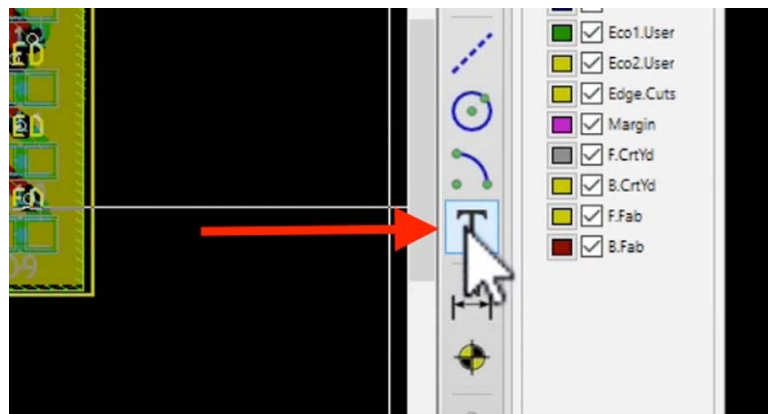 Eco1.User
Eco2.User
Edge.Cuts
Margin
F.CrtYd
B.CrtYd
F.Fab
B.Fab
T